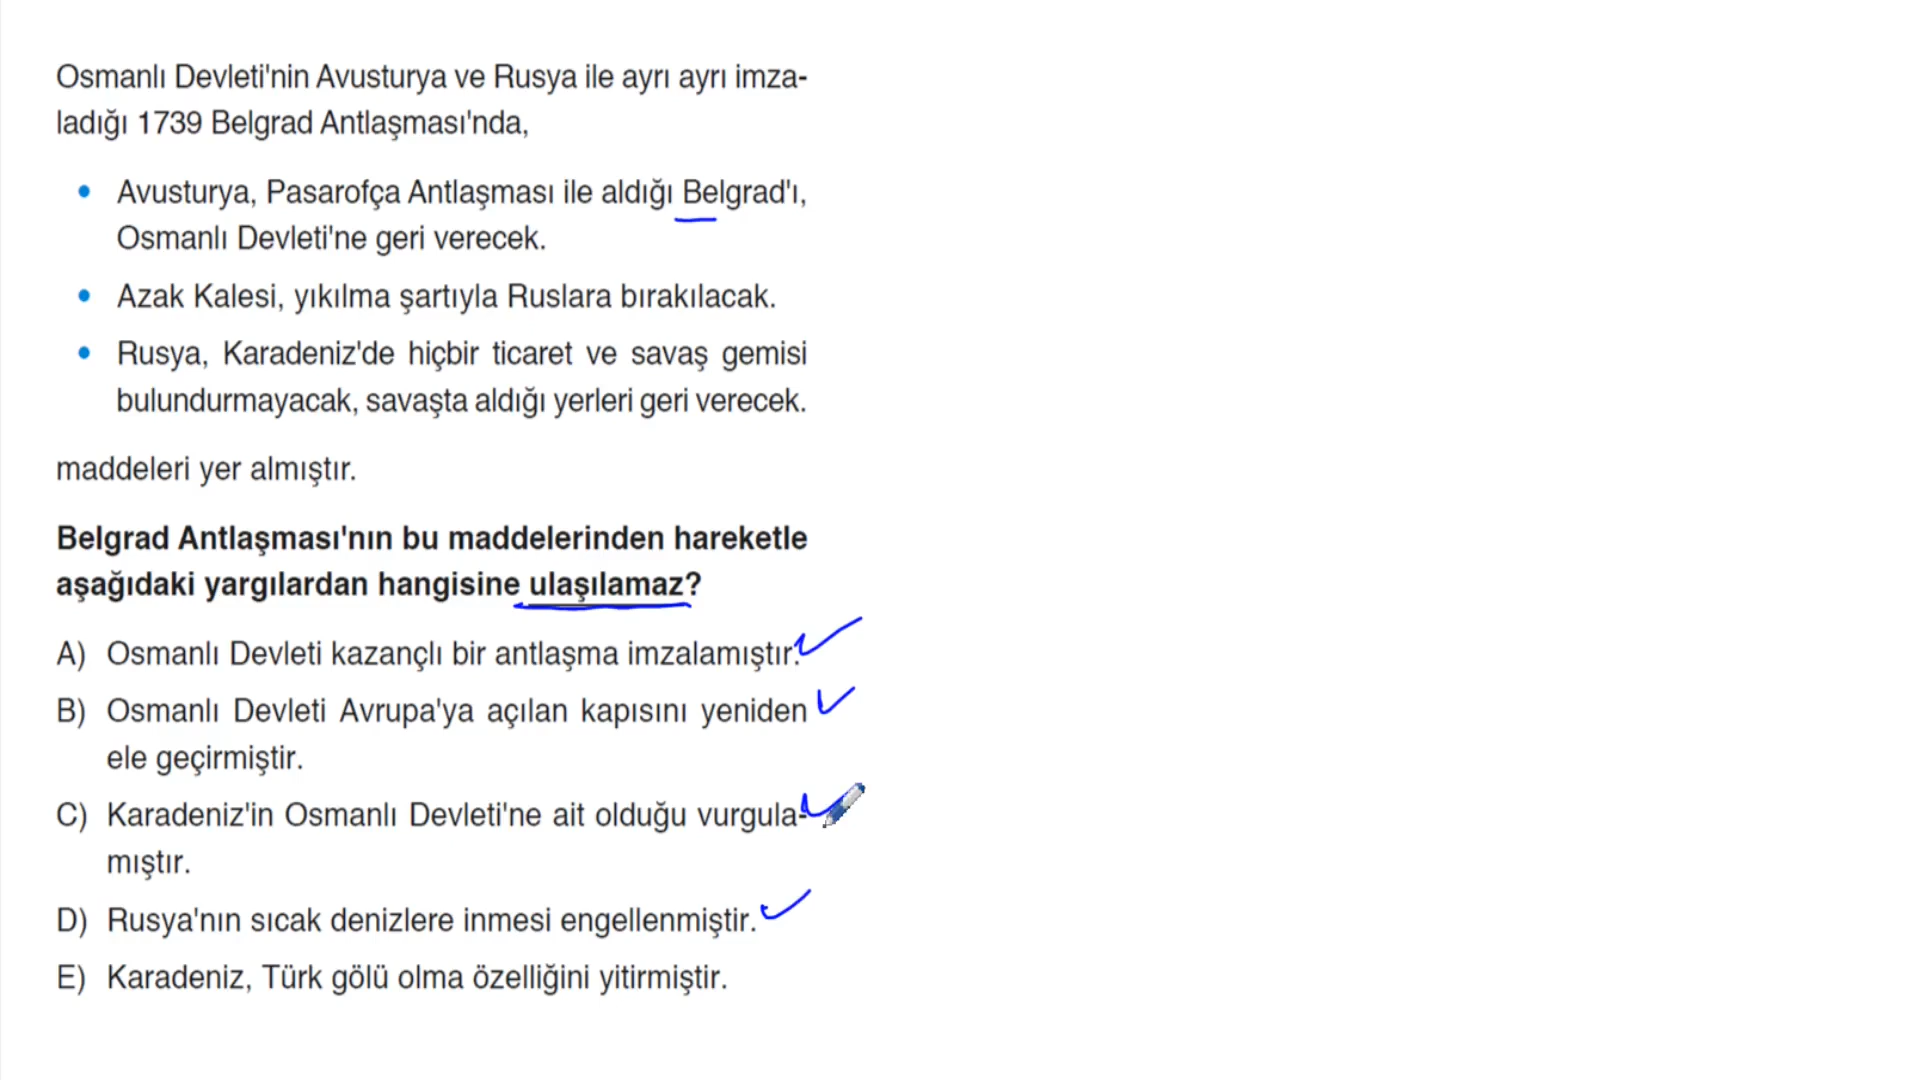 Osmanlı Devleti'nin Avusturya ve Rusya ile ayrı ayrı imza-
ladığı 1739 Belgrad Antlaşması'nda,
• Avusturya, Pasarofça Antlaşması ile aldığı Belgrad'ı,
Osmanlı Devleti'ne geri verecek.
• Azak Kalesi, yıkılma şartıyla Ruslara bırakılacak.
• Rusya, Karadeniz'de hiçbir ticaret ve savaş gemisi
bulundurmayacak, savaşta aldığı yerleri geri verecek.
maddeleri yer almıştır.
Belgrad Antlaşması'nın bu maddelerinden hareketle
aşağıdaki yargılardan hangisine ulaşılamaz?
A) Osmanlı Devleti kazançlı bir antlaşma imzalamıştır.
B) Osmanlı Devleti Avrupa'ya açılan kapısını yeniden
ele geçirmiştir.
C) Karadeniz'in Osmanlı Devleti'ne ait olduğu vurgula-
mıştır.
D) Rusya'nın sıcak denizlere inmesi engellenmiştir.
E) Karadeniz, Türk gölü olma özelliğini yitirmiştir.